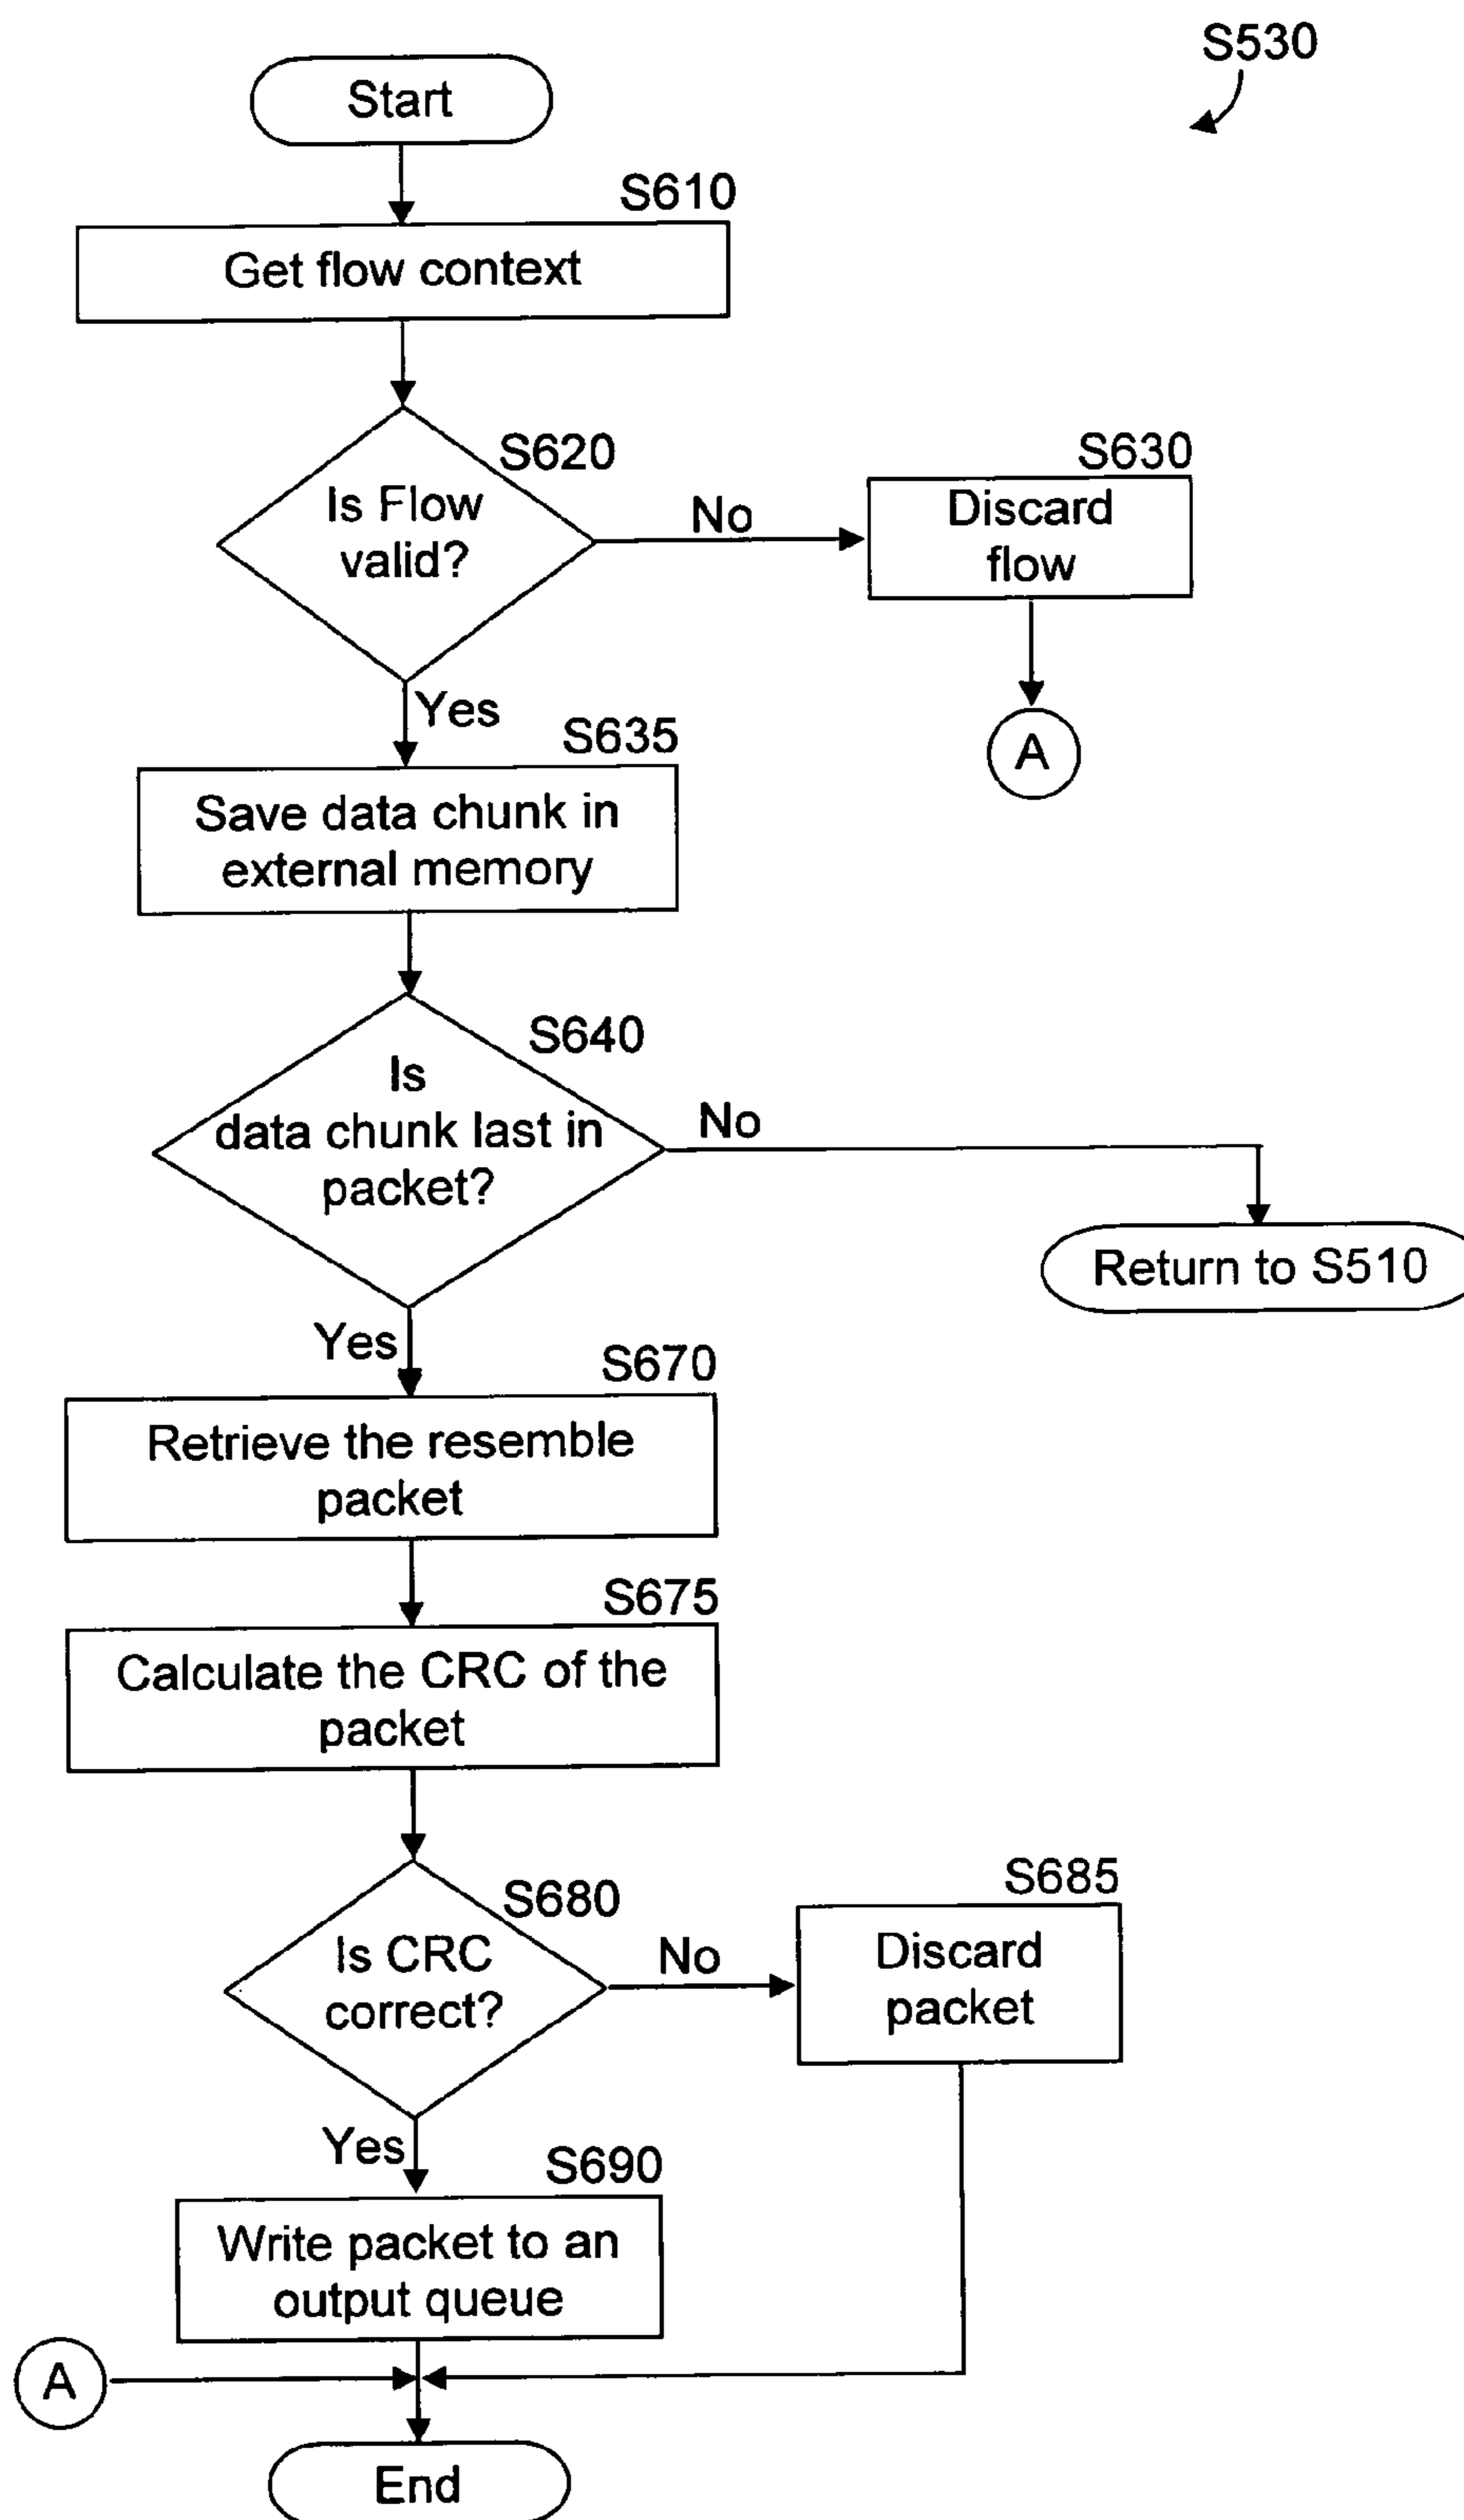 S530
Start
S610
Get flow context
S620
Is Flow
valid?
No
S630
Discard
flow
A
Yes
S635
Save data chunk in
external memory
S640
Is
data chunk last in
packet?
No
Return to S510
Yes
S670
Retrieve the resemble
packet
S675
Calculate the CRC of the
packet
S680
Is CRC
correct?
No
S685
Discard
packet
Yes
S690
Write packet to an
output queue
A
End